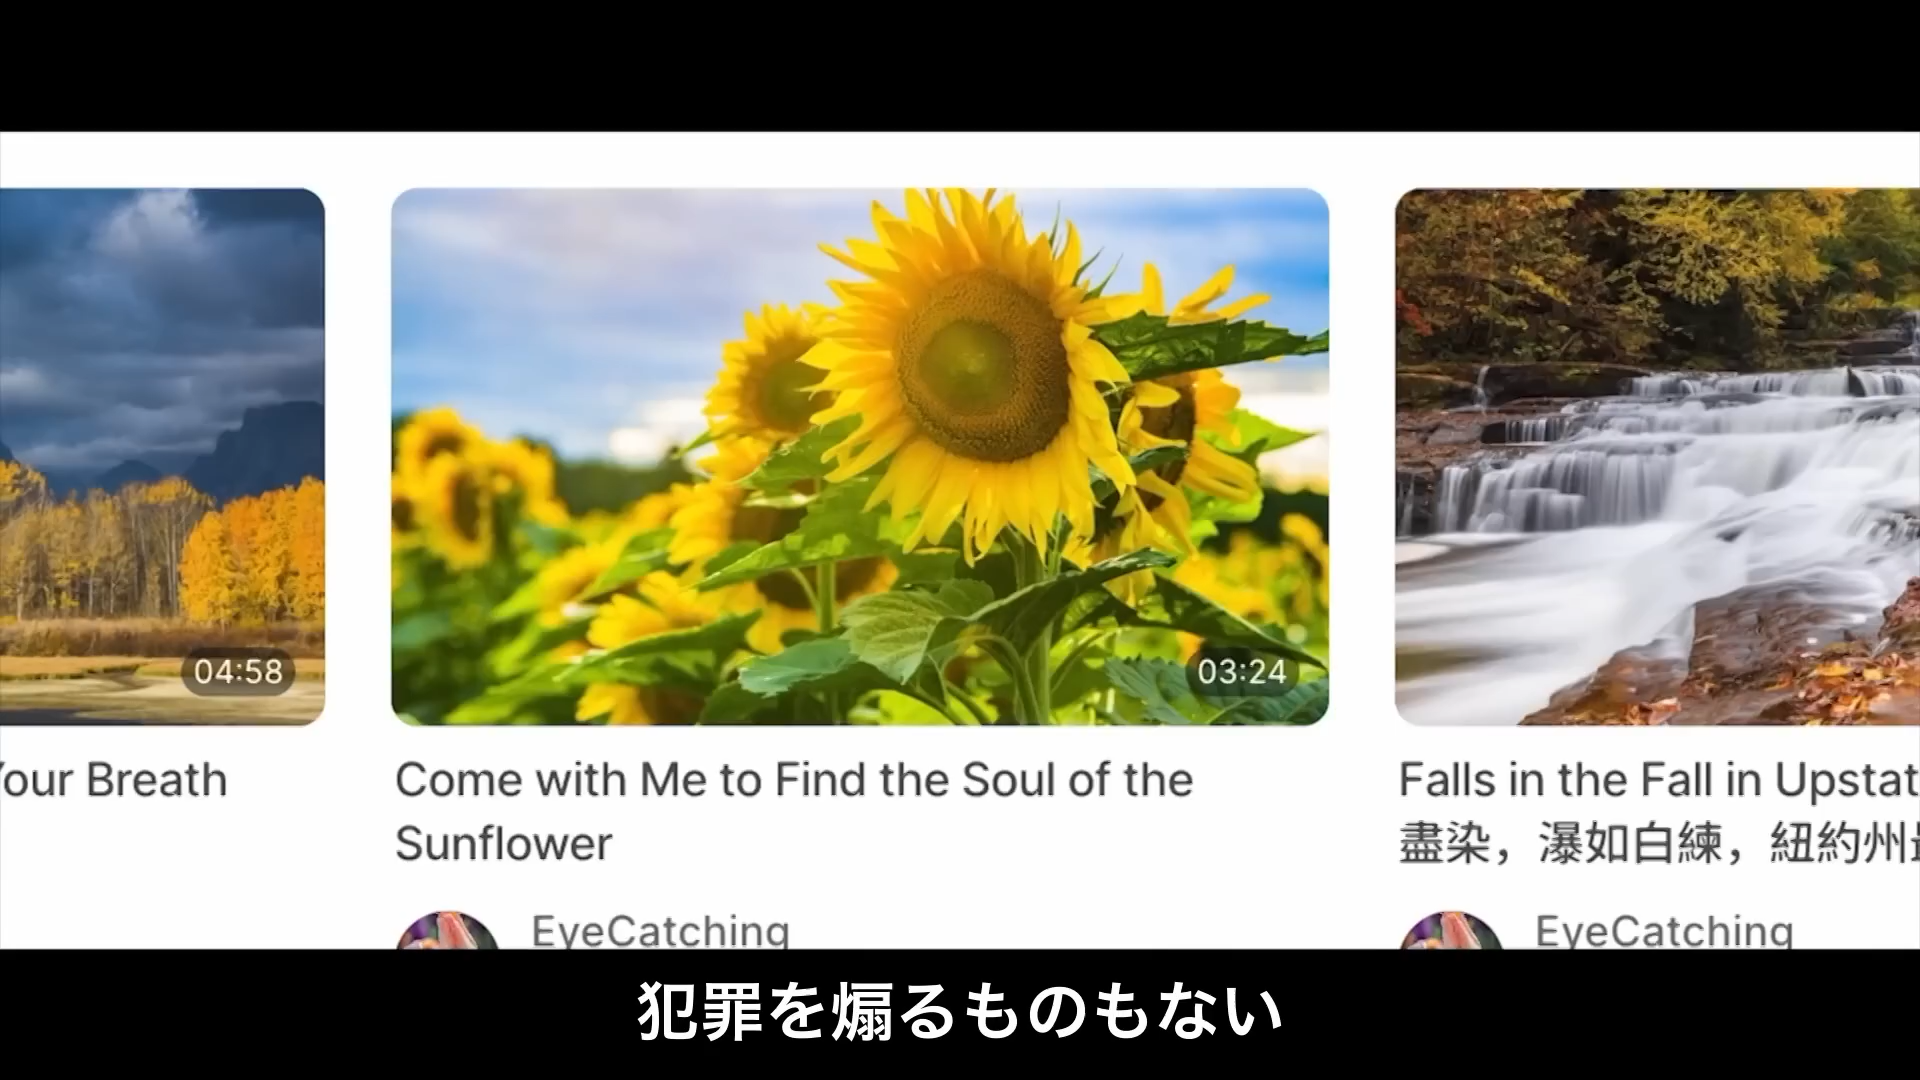 04:58
03:24
Your Breath
Come with Me to Find the Soul of the
Sunflower
Falls in the Fall in Upstat
盡染，瀑如白練，紐約州
EyeCatching
EyeCatching
犯罪を煽るものもない